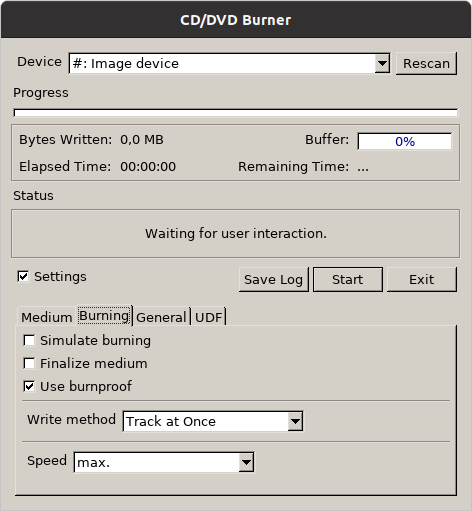 CD/DVD Burner
Device #: Image device Rescan
Progress
Bytes Written: 0,0 MB Buffer: 0%
Elapsed Time: 00:00:00 Remaining Time: ...
Status
Waiting for user interaction.
Settings Save Log Start Exit
Medium Burning General UDF
Simulate burning
Finalize medium
Use burnproof
Write method Track at Once
Speed max.